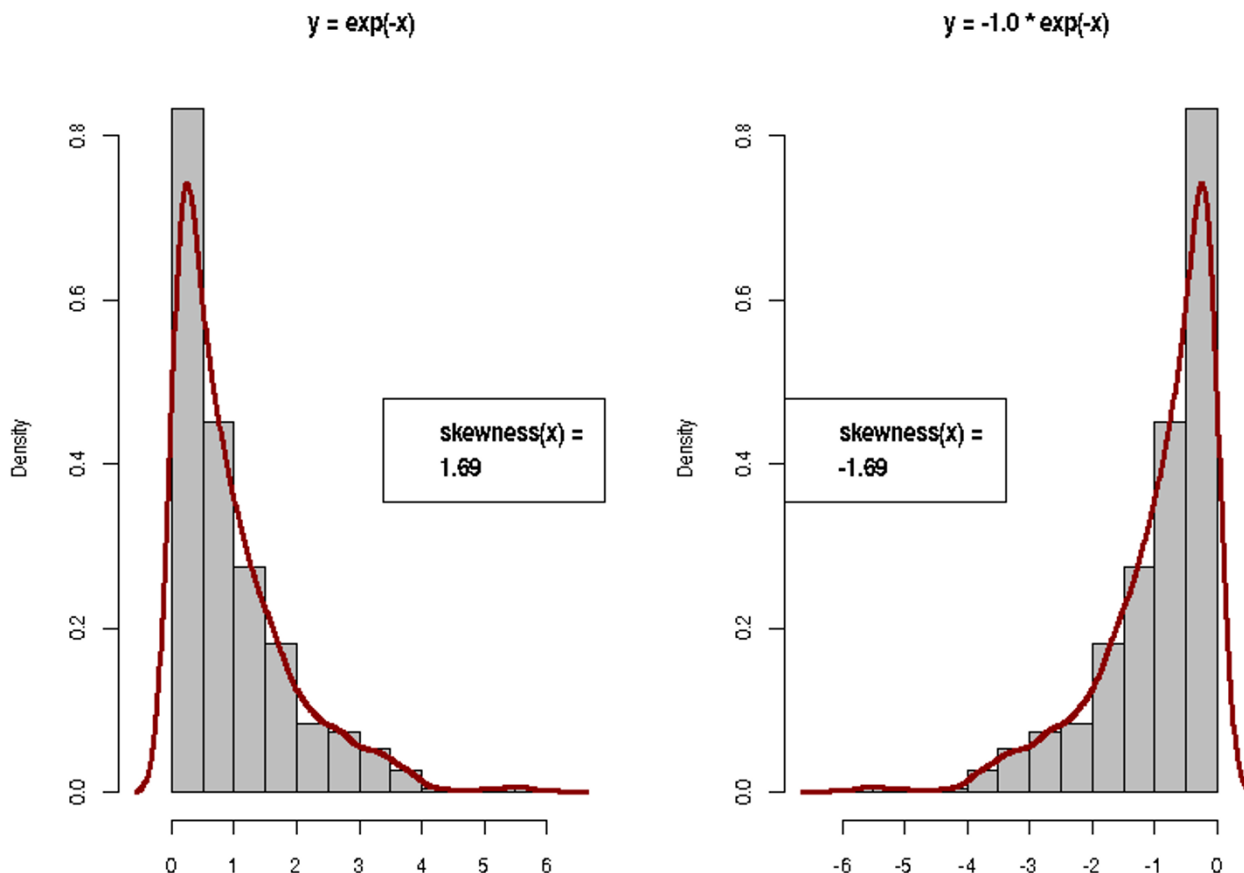 y = exp(-x)
Density
0.0
0.2
0.4
0.6
0.8
skewness(x) =
1.69
0 1 2 3 4 5 6
y = -1.0 * exp(-x)
Density
0.0
0.2
0.4
0.6
0.8
skewness(x) =
-1.69
-6 -5 -4 -3 -2 -1 0